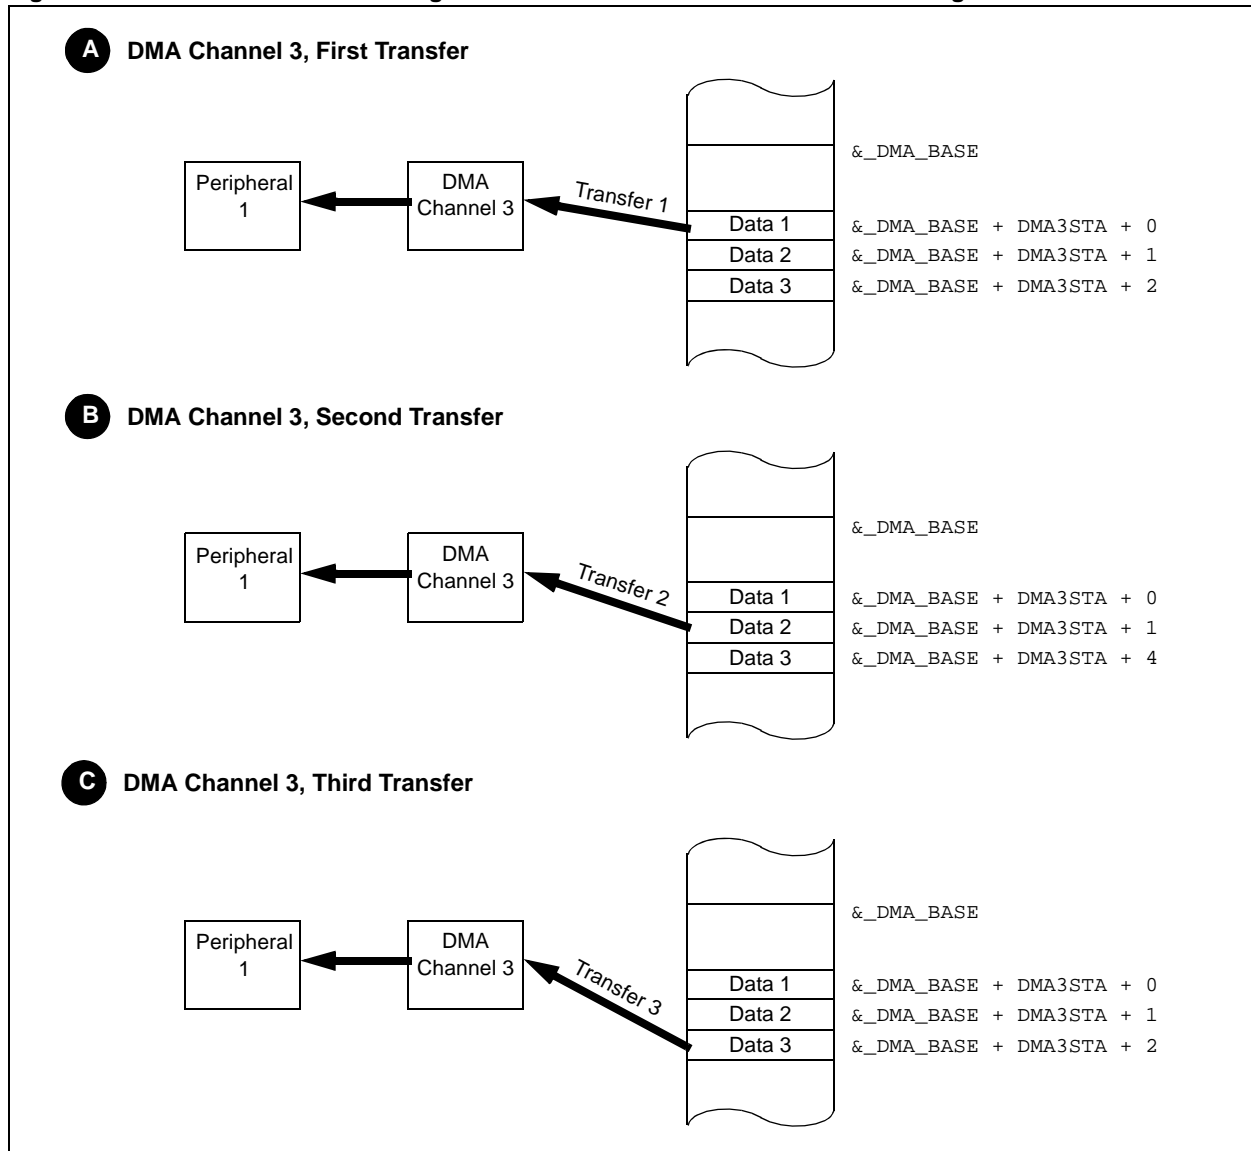 A DMA Channel 3, First Transfer
&_DMA_BASE
Peripheral
1
DMA
Channel 3
Transfer 1
Data 1 &_DMA_BASE + DMA3STA + 0
Data 2 &_DMA_BASE + DMA3STA + 1
Data 3 &_DMA_BASE + DMA3STA + 2
B DMA Channel 3, Second Transfer
&_DMA_BASE
Peripheral
1
DMA
Channel 3
Transfer 2
Data 1 &_DMA_BASE + DMA3STA + 0
Data 2 &_DMA_BASE + DMA3STA + 1
Data 3 &_DMA_BASE + DMA3STA + 4
C DMA Channel 3, Third Transfer
&_DMA_BASE
Peripheral
1
DMA
Channel 3
Transfer 3
Data 1 &_DMA_BASE + DMA3STA + 0
Data 2 &_DMA_BASE + DMA3STA + 1
Data 3 &_DMA_BASE + DMA3STA + 2